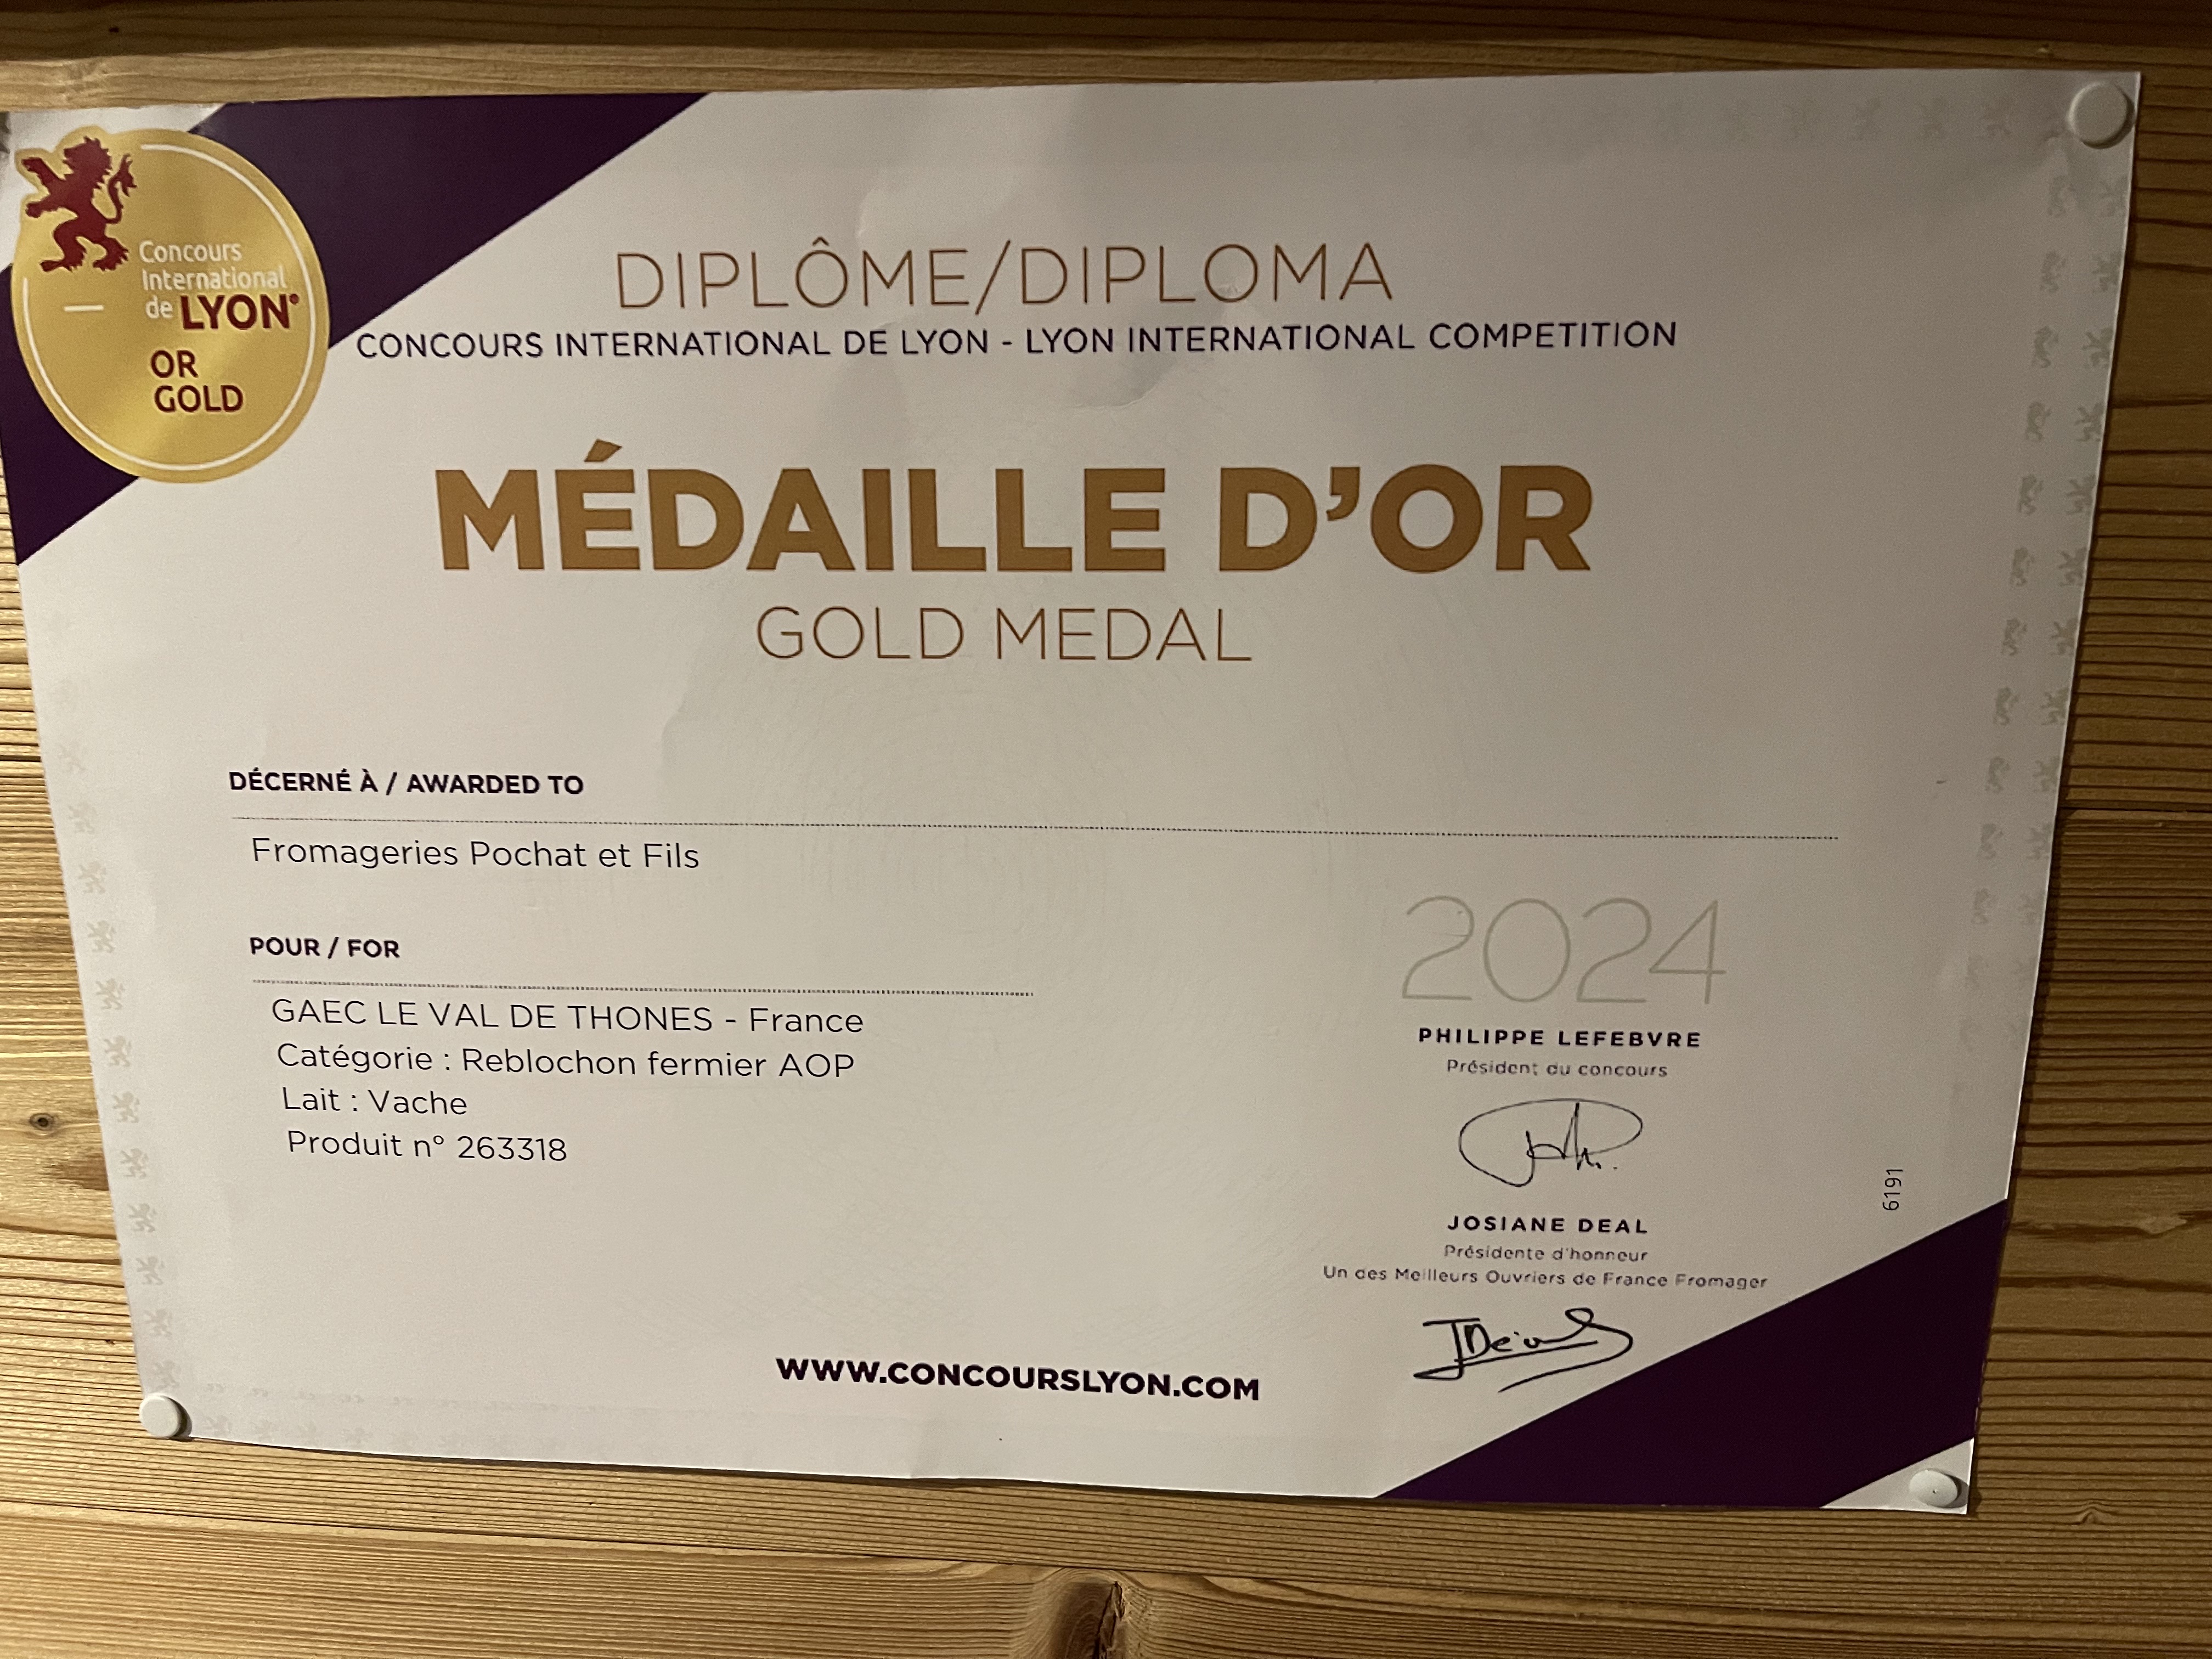 Concours
International
de LYON®
OR
GOLD
DIPLÔME/DIPLOMA
CONCOURS INTERNATIONAL DE LYON - LYON INTERNATIONAL COMPETITION
MÉDAILLE D'OR
GOLD MEDAL
DÉCERNÉ À / AWARDED TO
Fromageries Pochat et Fils
POUR / FOR
GAEC LE VAL DE THONES - France
Catégorie : Reblochon fermier AOP
Lait : Vache
Produit n° 263318
2024
PHILIPPE LEFEBVRE
Président du concours
JOSIANE DEAL
Présidente d'honneur
Un des Meilleurs Ouvriers de France Fromager
JDeal
6191
WWW.CONCOURSLYON.COM